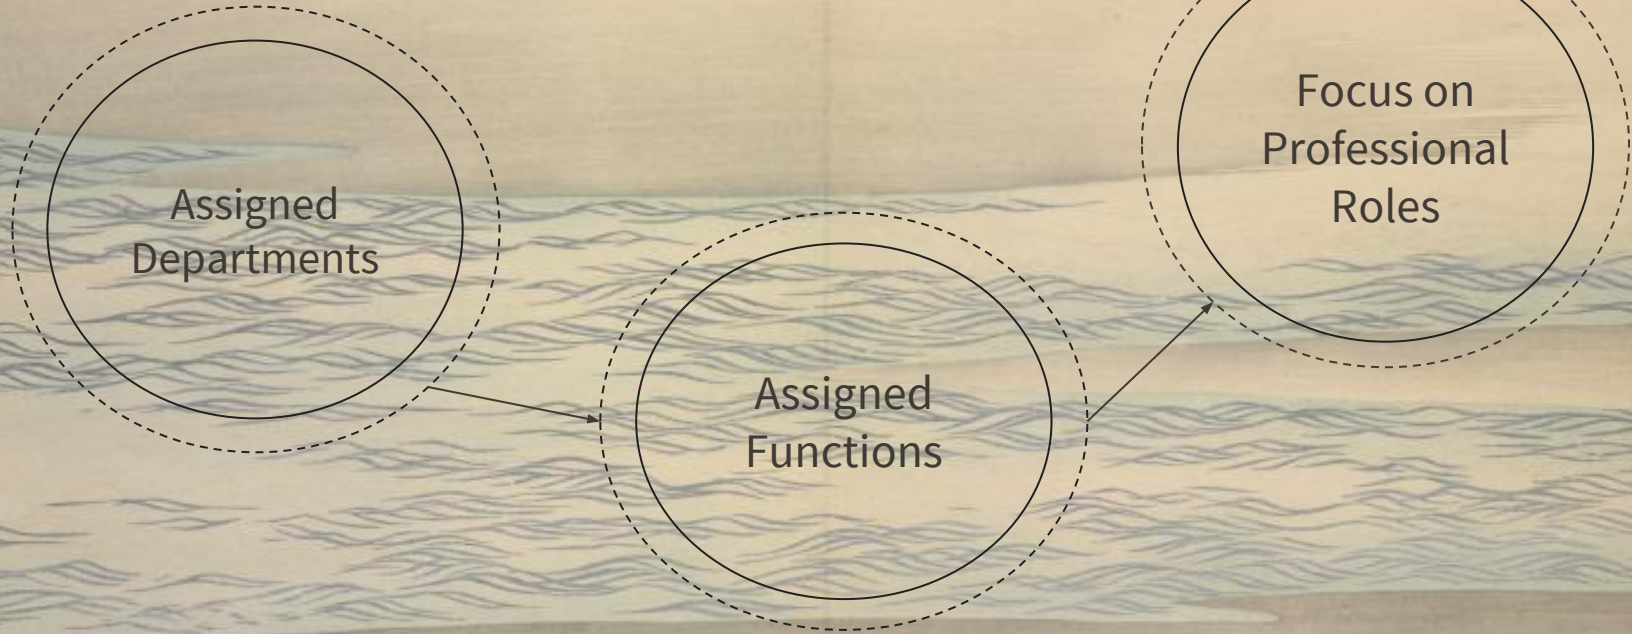 Assigned
Departments
Assigned
Functions
Focus on
Professional
Roles